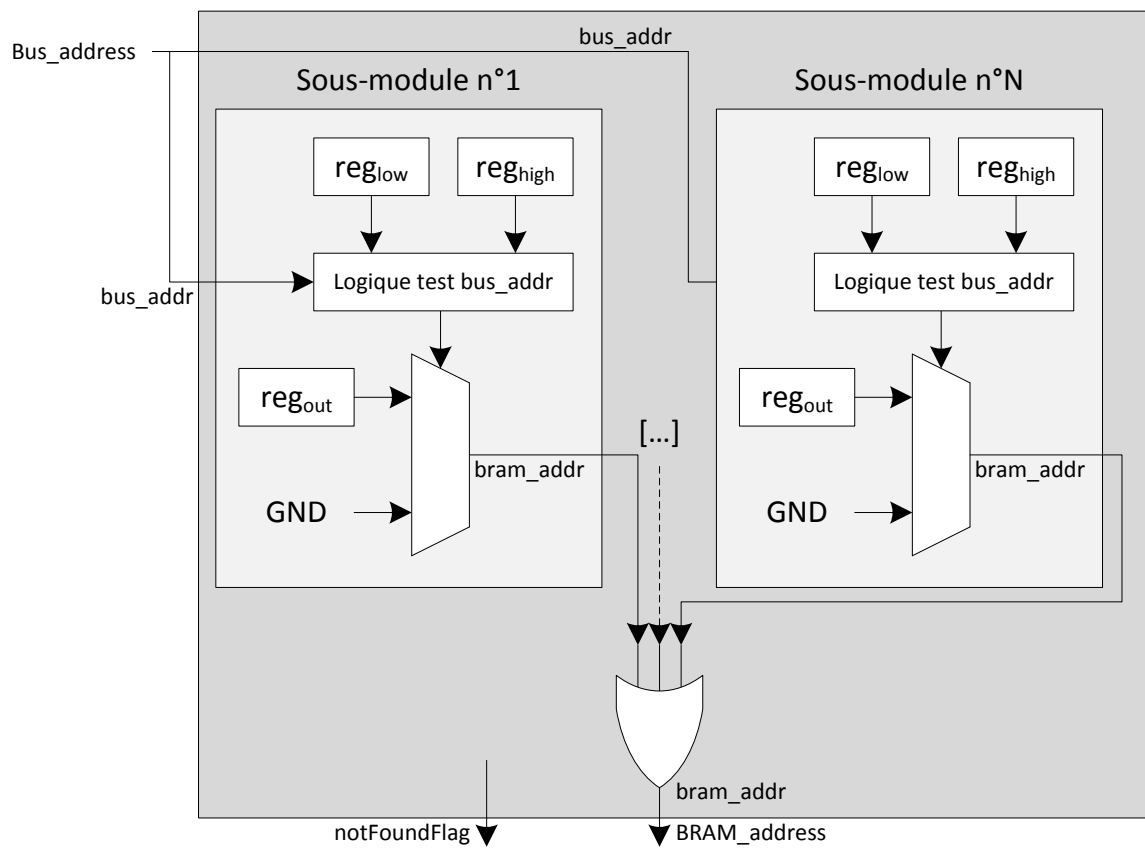 Bus_address
bus_addr
Sous-module n°1
Sous-module n°N
reglow
reghigh
reglow
reghigh
bus_addr
Logique test bus_addr
Logique test bus_addr
regout
regout
[...]
bram_addr
bram_addr
GND
GND
bram_addr
notFoundFlag
BRAM_address